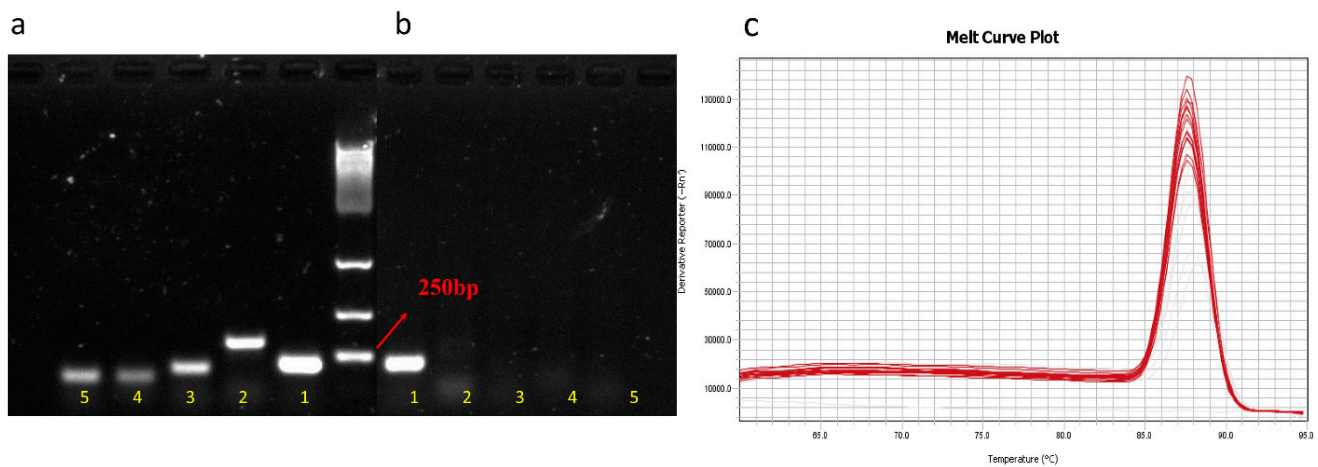 a
b
c
250bp
5 4 3 2 1
1 2 3 4 5
Melt Curve Plot
Derivative Reporter (-Rn')
130000.0
110000.0
90000.0
70000.0
50000.0
30000.0
10000.0
65.0 70.0 75.0 80.0 85.0 90.0 95.0
Temperature (°C)